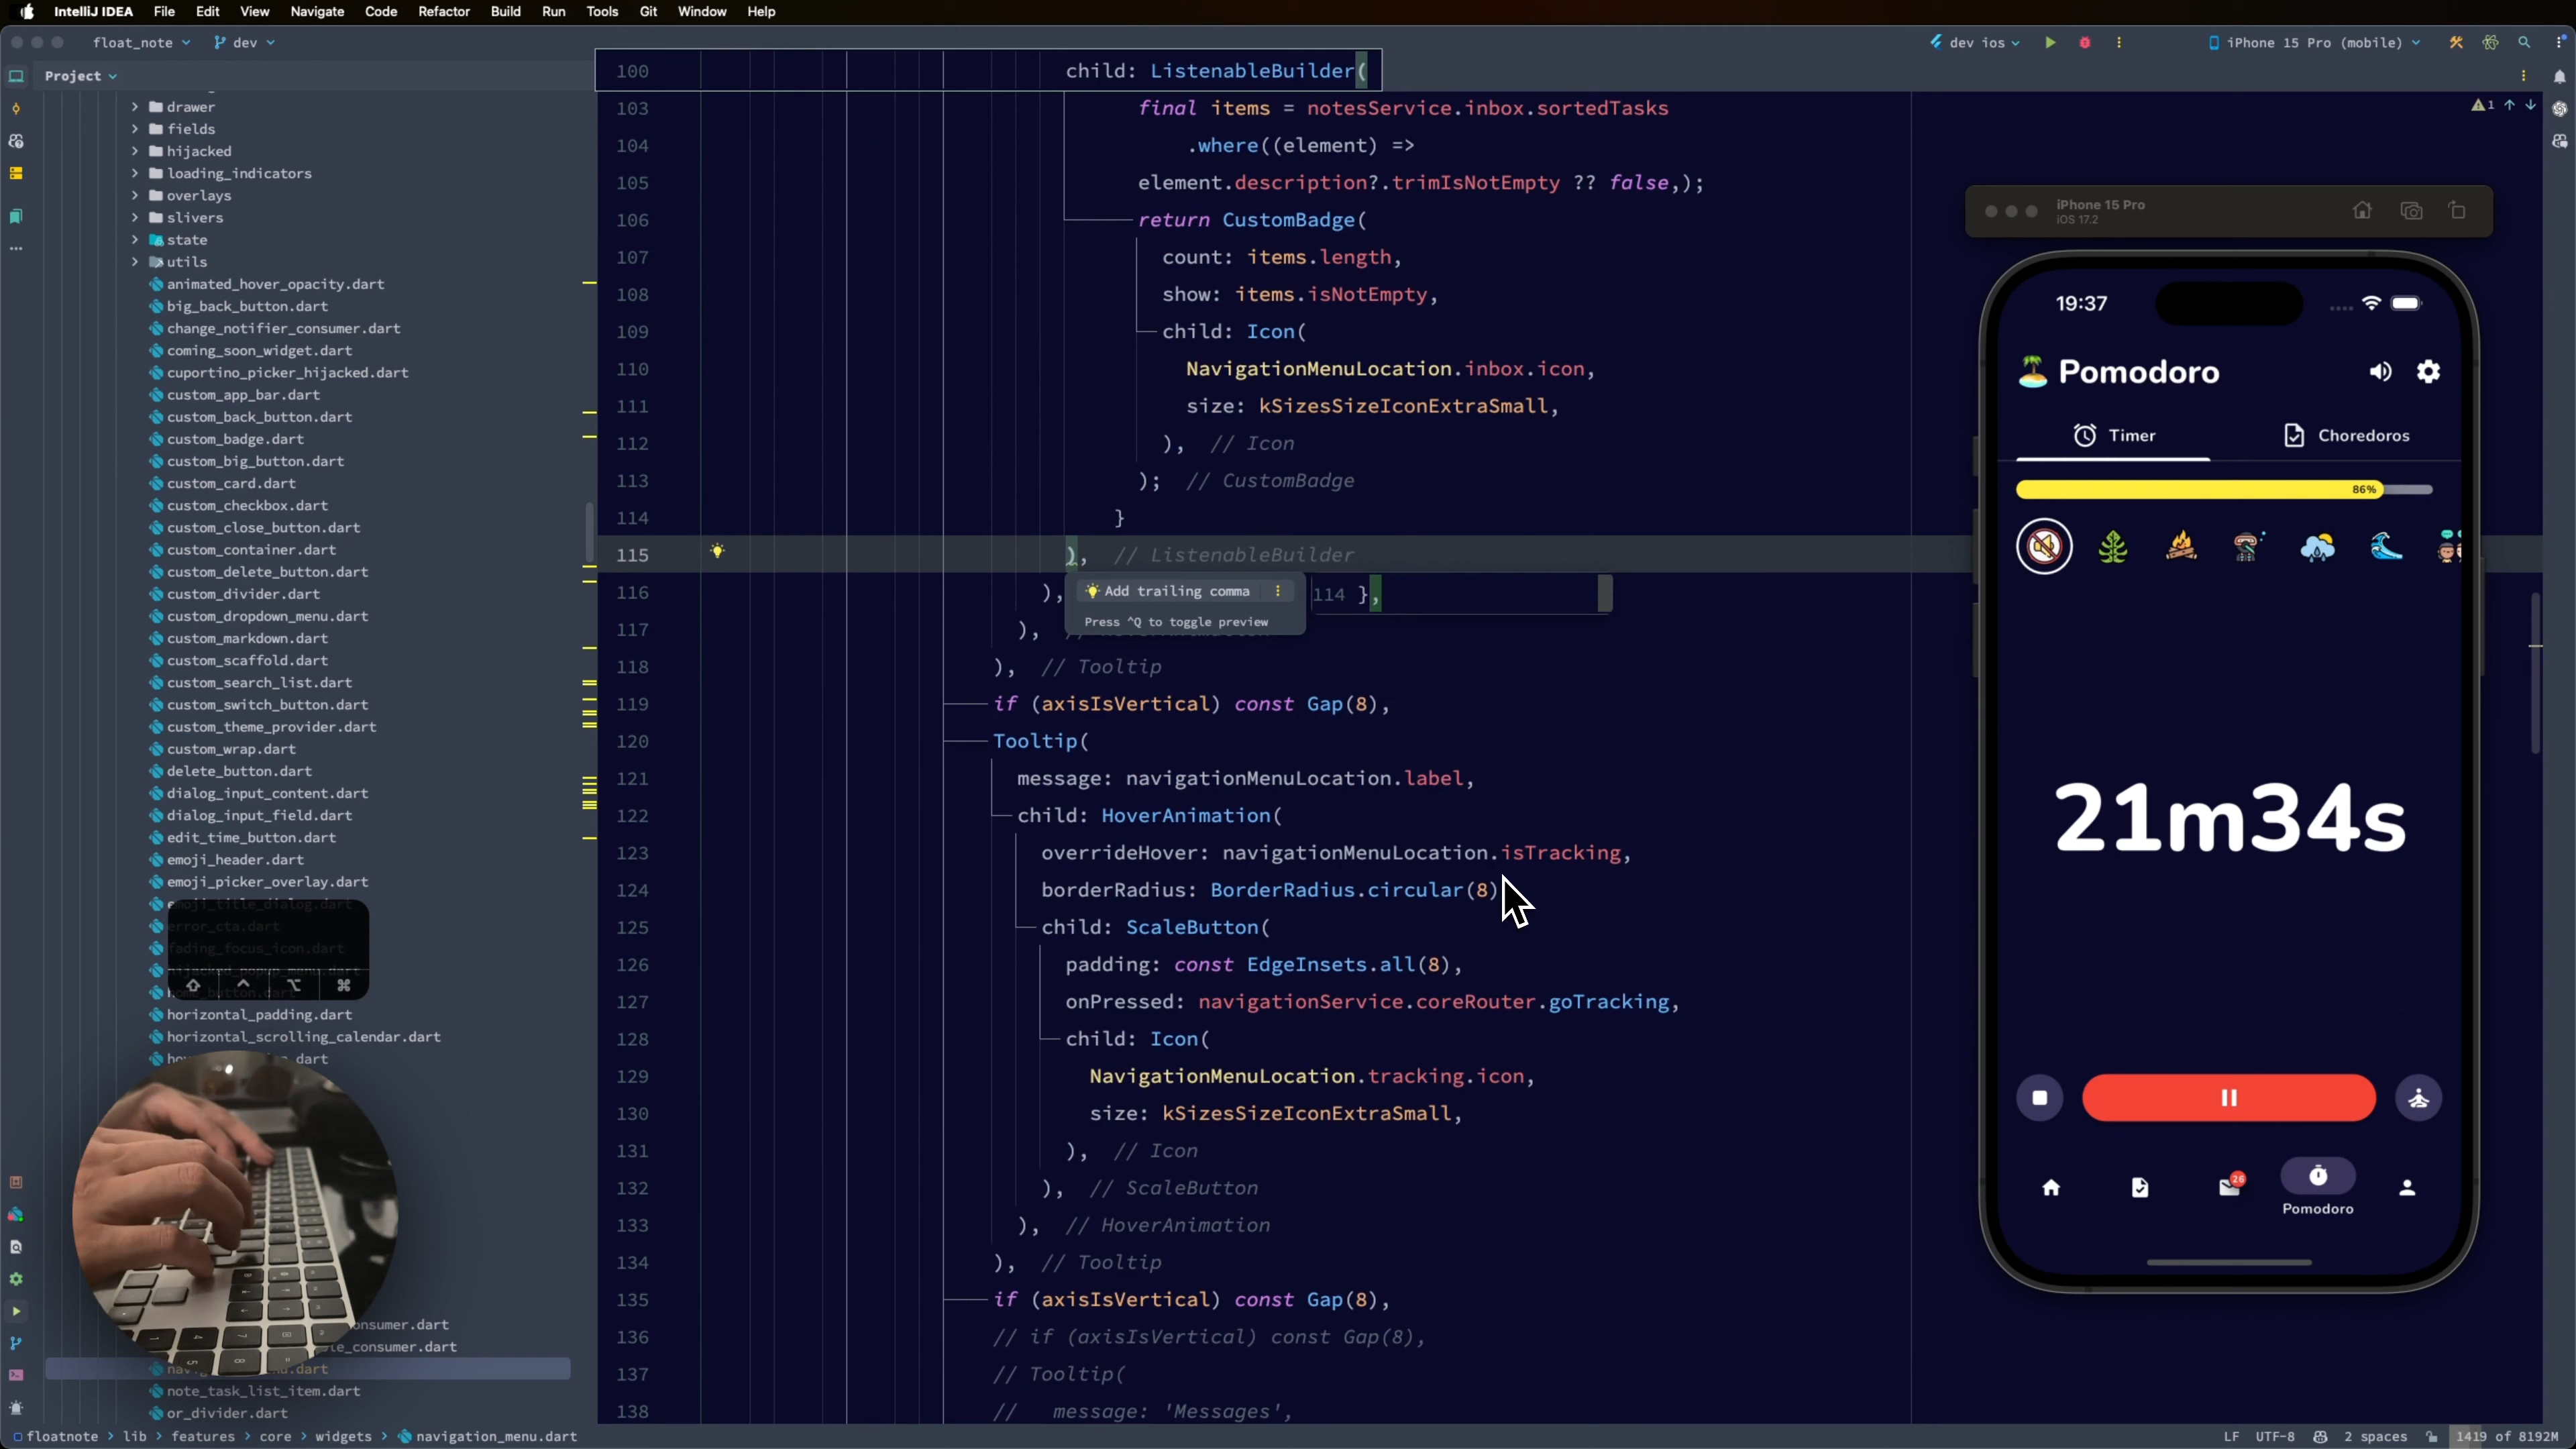 IntelliJ IDEA File Edit View Navigate Code Refactor Build Run Tools Git Window Help
float_note dev dev ios iPhone 15 Pro (mobile)
Project
drawer
fields
hijacked
loading_indicators
overlays
slivers
state
utils
animated_hover_opacity.dart
big_back_button.dart
change_notifier_consumer.dart
coming_soon_widget.dart
cuportino_picker_hijacked.dart
custom_app_bar.dart
custom_back_button.dart
custom_badge.dart
custom_big_button.dart
custom_card.dart
custom_checkbox.dart
custom_close_button.dart
custom_container.dart
custom_delete_button.dart
custom_divider.dart
custom_dropdown_menu.dart
custom_markdown.dart
custom_scaffold.dart
custom_search_list.dart
custom_switch_button.dart
custom_theme_provider.dart
custom_wrap.dart
delete_button.dart
dialog_input_content.dart
dialog_input_field.dart
edit_time_button.dart
emoji_header.dart
emoji_picker_overlay.dart
emoji_title_dialog.dart
error_cta.dart
fading_focus_icon.dart
hijacked_popup_menu.dart
horizontal_padding.dart
horizontal_scrolling_calendar.dart
note_task_list_item.dart
or_divider.dart
100 child: ListenableBuilder(
103 final items = notesService.inbox.sortedTasks
104 .where((element) =>
105 element.description?.trimIsNotEmpty ?? false,);
106 return CustomBadge(
107 count: items.length,
108 show: items.isNotEmpty,
109 child: Icon(
110 NavigationMenuLocation.inbox.icon,
111 size: kSizesSizeIconExtraSmall,
112 ), // Icon
113 ); // CustomBadge
114 }
115 ), // ListenableBuilder
116 ),
Add trailing comma
114 },
Press ^Q to toggle preview
117 ),
118 ), // Tooltip
119 if (axisIsVertical) const Gap(8),
120 Tooltip(
121 message: navigationMenuLocation.label,
122 child: HoverAnimation(
123 overrideHover: navigationMenuLocation.isTracking,
124 borderRadius: BorderRadius.circular(8)
125 child: ScaleButton(
126 padding: const EdgeInsets.all(8),
127 onPressed: navigationService.coreRouter.goTracking,
128 child: Icon(
129 NavigationMenuLocation.tracking.icon,
130 size: kSizesSizeIconExtraSmall,
131 ), // Icon
132 ), // ScaleButton
133 ), // HoverAnimation
134 ), // Tooltip
135 if (axisIsVertical) const Gap(8),
136 // if (axisIsVertical) const Gap(8),
137 // Tooltip(
138 // message: 'Messages',
1
iPhone 15 Pro
iOS 17.2
19:37
Pomodoro
Timer Choredoros
86%
21m34s
26
Pomodoro
floatnote lib features core widgets navigation_menu.dart LF UTF-8 2 spaces 1419 of 8192M